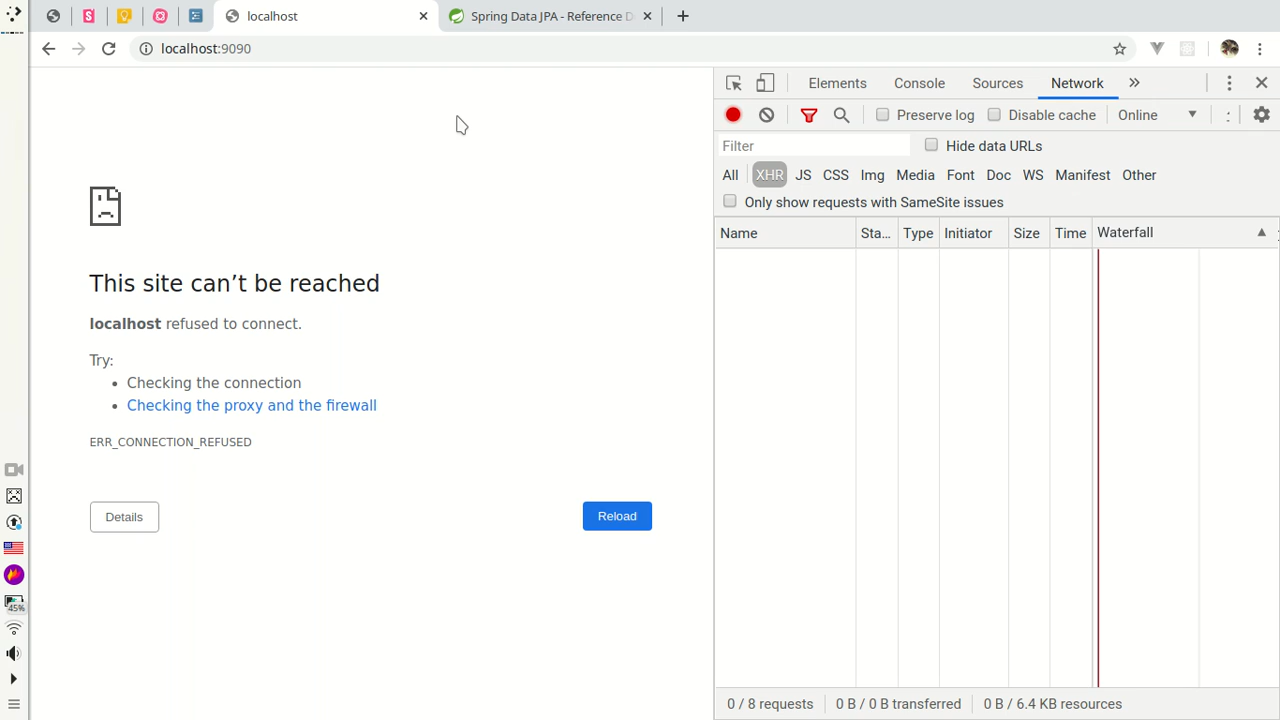 localhost
Spring Data JPA - Reference D
localhost:9090
Elements
Console
Sources
Network
Preserve log
Disable cache
Online
Filter
Hide data URLs
All
XHR
JS
CSS
Img
Media
Font
Doc
WS
Manifest
Other
Only show requests with SameSite issues
Name
Sta...
Type
Initiator
Size
Time
Waterfall
This site can’t be reached
localhost refused to connect.
Try:
• Checking the connection
• Checking the proxy and the firewall
ERR_CONNECTION_REFUSED
Details
Reload
45%
0 / 8 requests
0 B / 0 B transferred
0 B / 6.4 KB resources